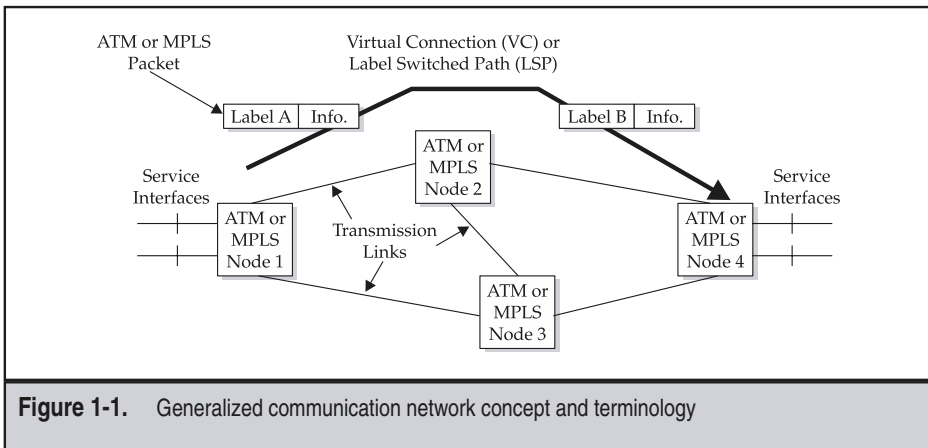 ATM or MPLS
Packet
Virtual Connection (VC) or
Label Switched Path (LSP)
Label A Info.
Label B Info.
Service
Interfaces
ATM or
MPLS
Node 1
ATM or
MPLS
Node 2
Transmission
Links
ATM or
MPLS
Node 3
Service
Interfaces
ATM or
MPLS
Node 4
Figure 1-1. Generalized communication network concept and terminology